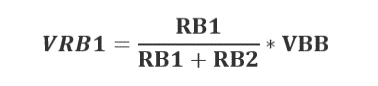 VRB1 = RB1 / RB1 + RB2 * VBB